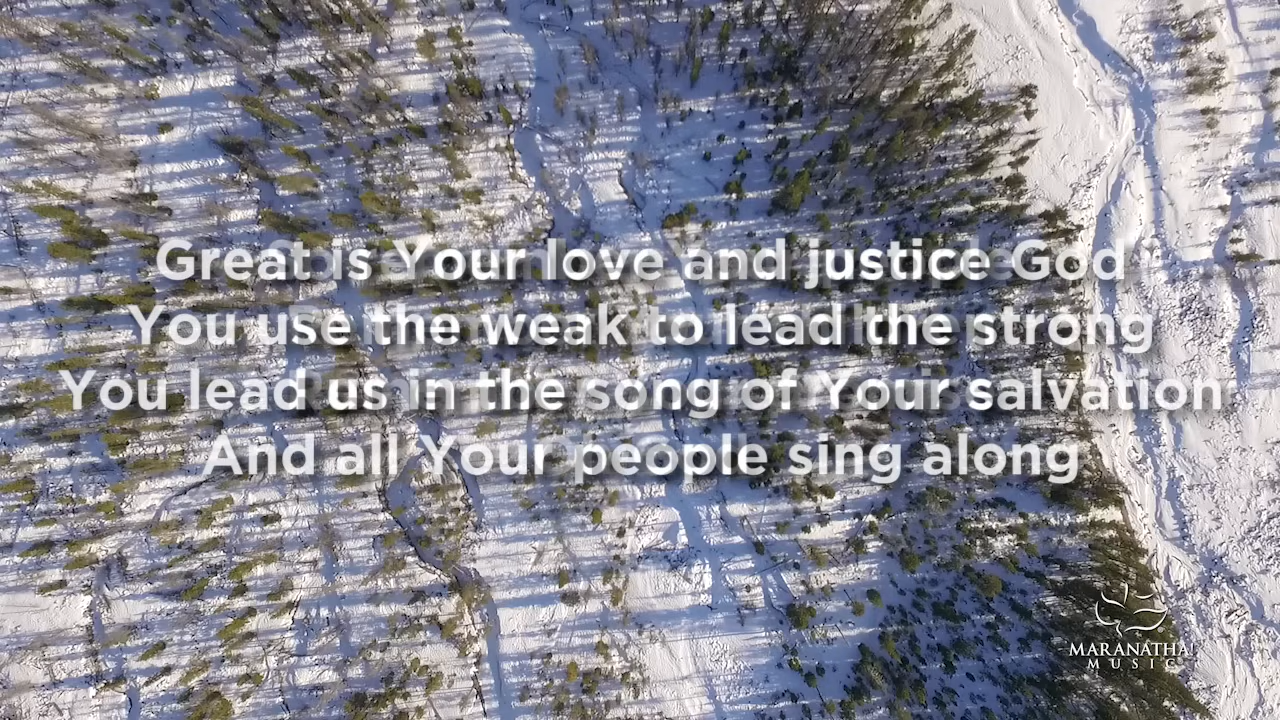 Great is Your love and justice God
You use the weak to lead the strong
You lead us in the song of Your salvation
And all Your people sing along
MARANATHA!
MUSIC